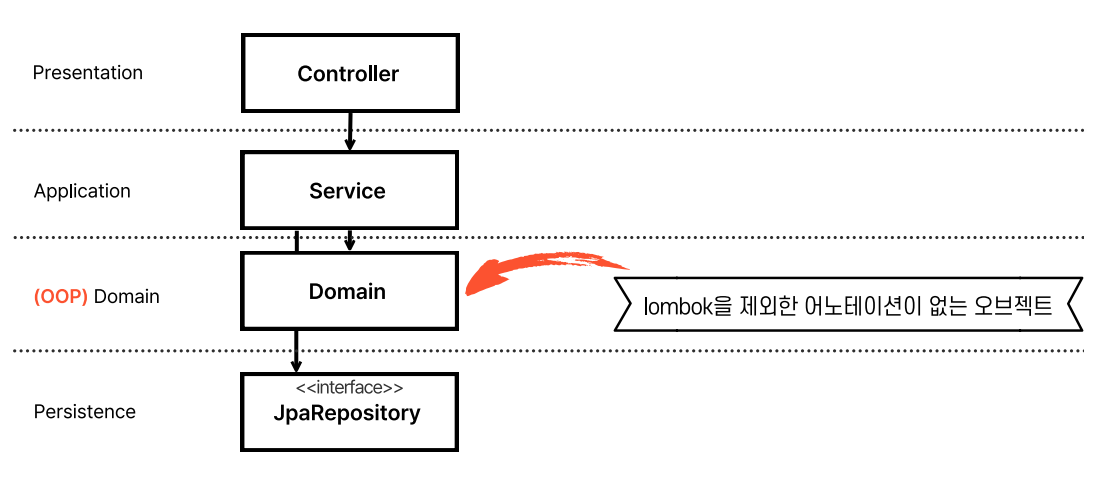 Presentation
Controller
Application
Service
(OOP) Domain
Domain
lombok을 제외한 어노테이션이 없는 오브젝트
Persistence
<<interface>>
JpaRepository